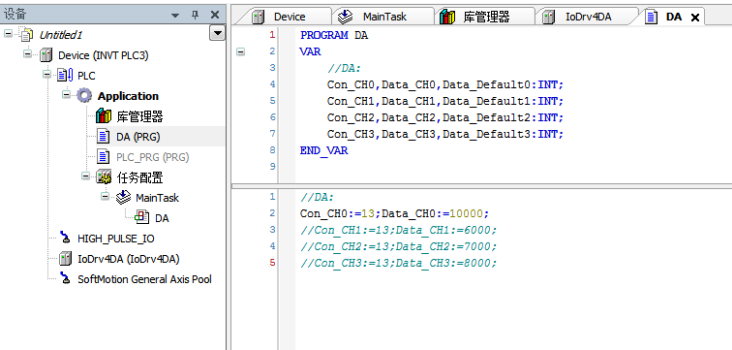 设备
Untitled1
Device (INVT PLC3)
PLC
Application
库管理器
DA (PRG)
PLC_PRG (PRG)
任务配置
MainTask
DA
HIGH_PULSE_IO
IoDrv4DA (IoDrv4DA)
SoftMotion General Axis Pool
Device MainTask 库管理器 IoDrv4DA DA
1 PROGRAM DA
2 VAR
3 //DA:
4 Con_CH0,Data_CH0,Data_Default0:INT;
5 Con_CH1,Data_CH1,Data_Default1:INT;
6 Con_CH2,Data_CH2,Data_Default2:INT;
7 Con_CH3,Data_CH3,Data_Default3:INT;
8 END_VAR
9
1 //DA:
2 Con_CH0:=13;Data_CH0:=10000;
3 //Con_CH1:=13;Data_CH1:=6000;
4 //Con_CH2:=13;Data_CH2:=7000;
5 //Con_CH3:=13;Data_CH3:=8000;